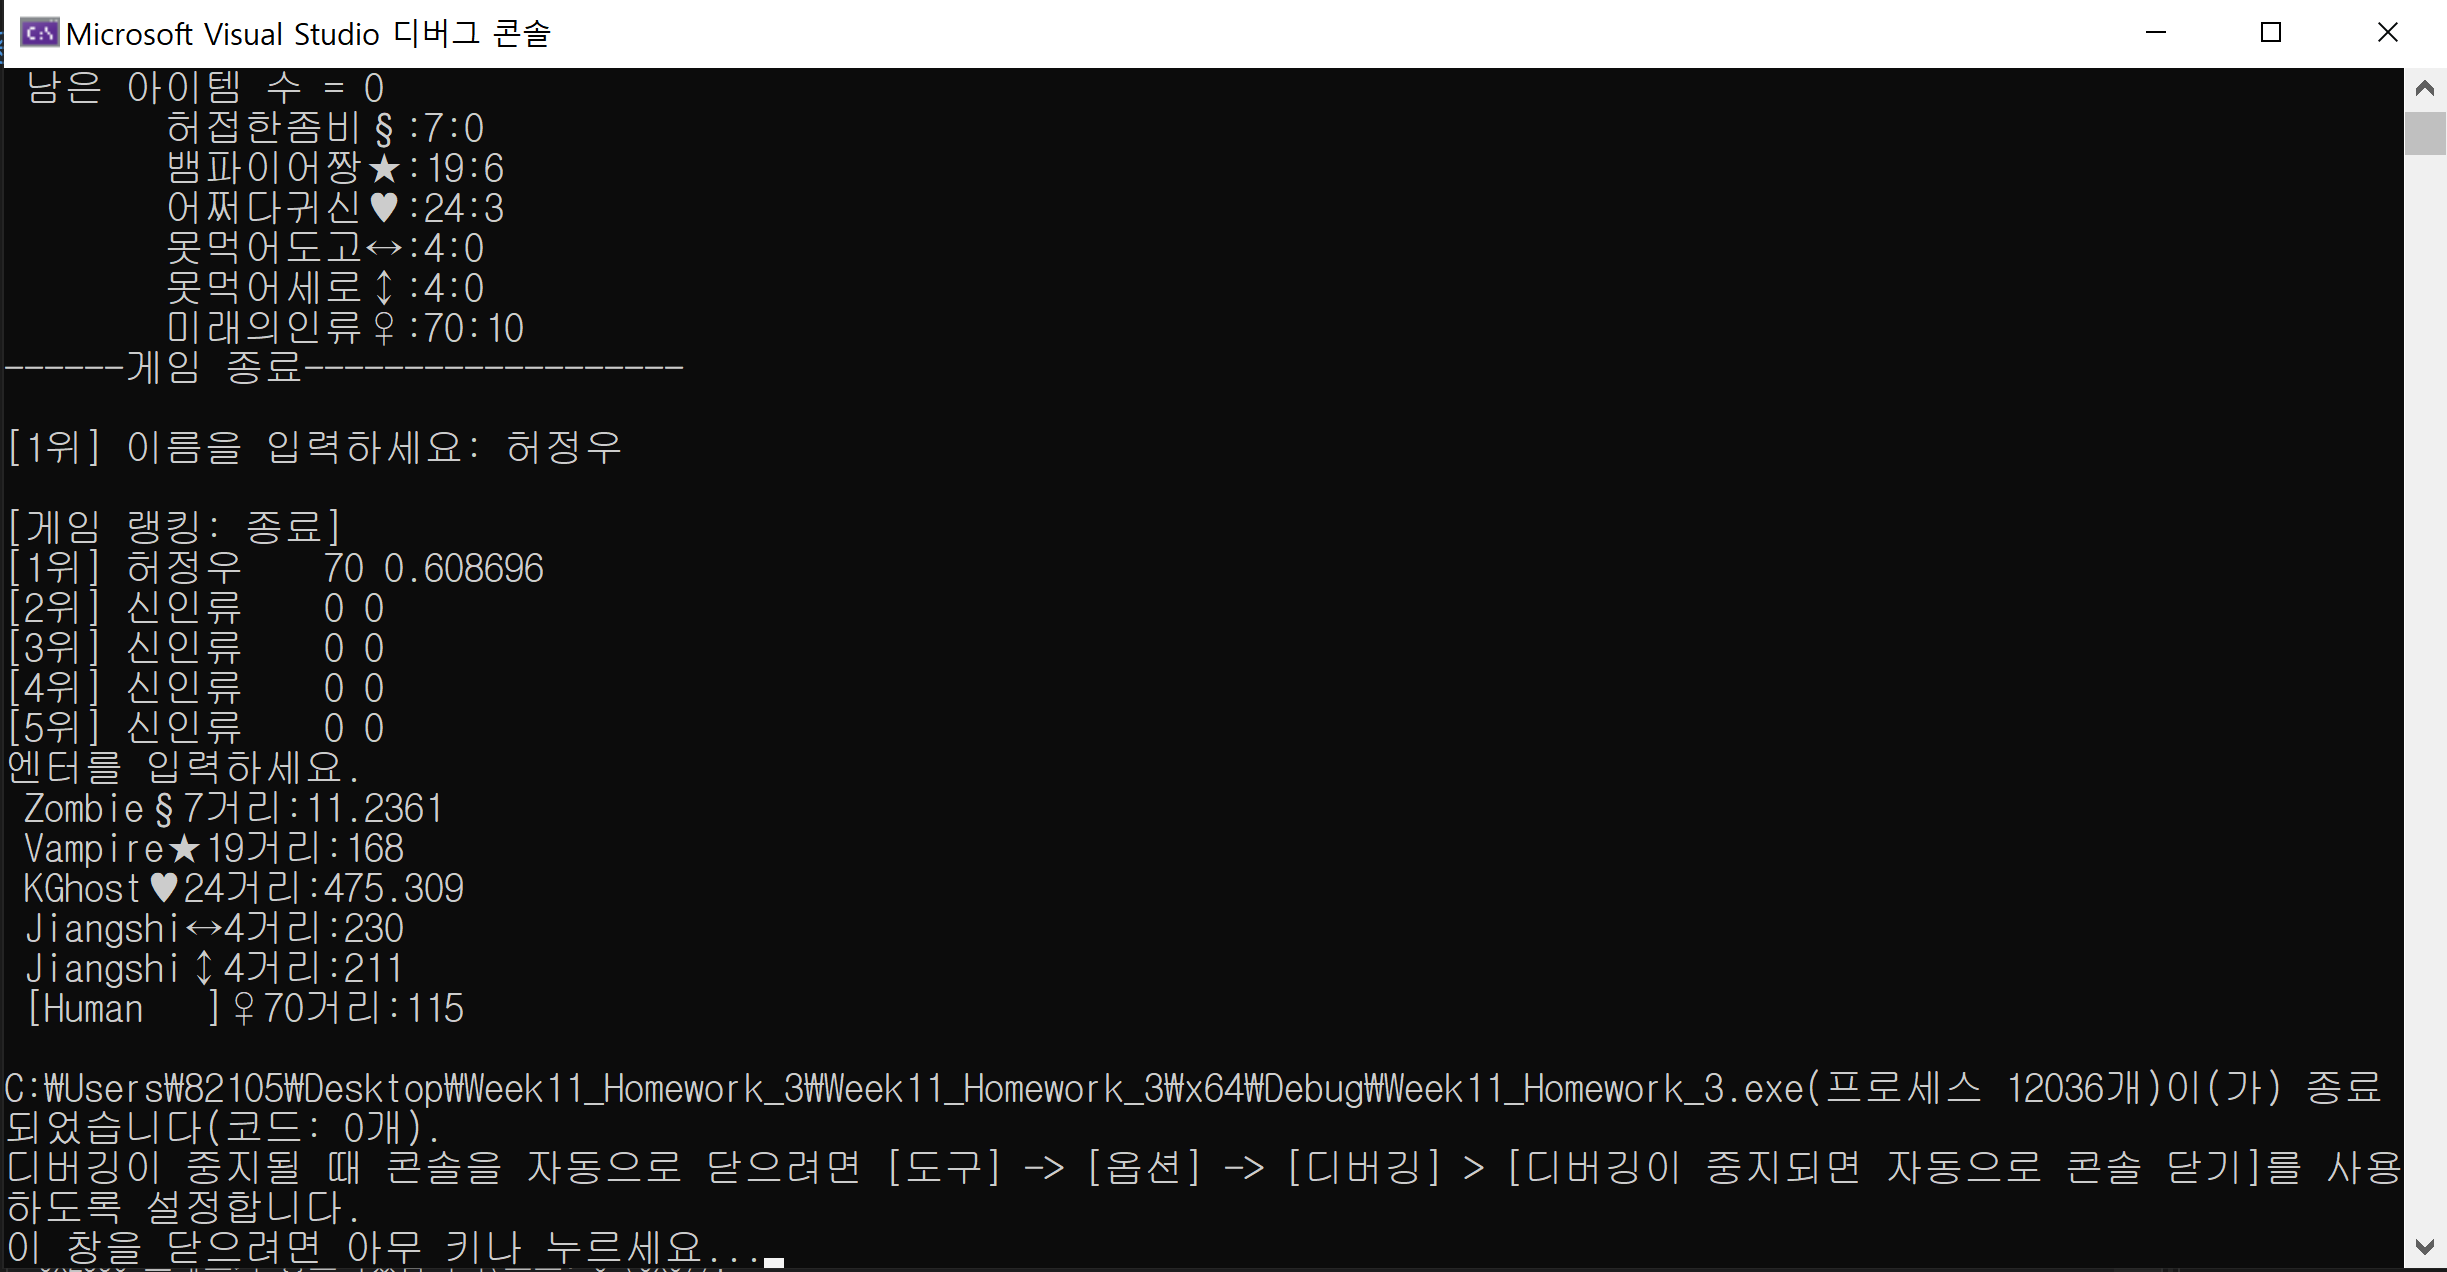 Microsoft Visual Studio 디버그 콘솔
남은 아이템 수 = 0
허접한좀비§:7:0
뱀파이어짱★:19:6
어쩌다귀신♥:24:3
못먹어도고↔:4:0
못먹어세로↕:4:0
미래의인류♀:70:10
------게임 종료-------------------
[1위] 이름을 입력하세요: 허정우
[게임 랭킹: 종료]
[1위] 허정우    70 0.608696
[2위] 신인류    0 0
[3위] 신인류    0 0
[4위] 신인류    0 0
[5위] 신인류    0 0
엔터를 입력하세요.
Zombie§7거리:11.2361
Vampire★19거리:168
KGhost♥24거리:475.309
Jiangshi↔4거리:230
Jiangshi↕4거리:211
[Human   ]♀70거리:115
C:₩Users₩82105₩Desktop₩Week11_Homework_3₩Week11_Homework_3₩x64₩Debug₩Week11_Homework_3.exe(프로세스 12036개)이(가) 종료
되었습니다(코드: 0개).
디버깅이 중지될 때 콘솔을 자동으로 닫으려면 [도구] -> [옵션] -> [디버깅] > [디버깅이 중지되면 자동으로 콘솔 닫기]를 사용
하도록 설정합니다.
이 창을 닫으려면 아무 키나 누르세요...